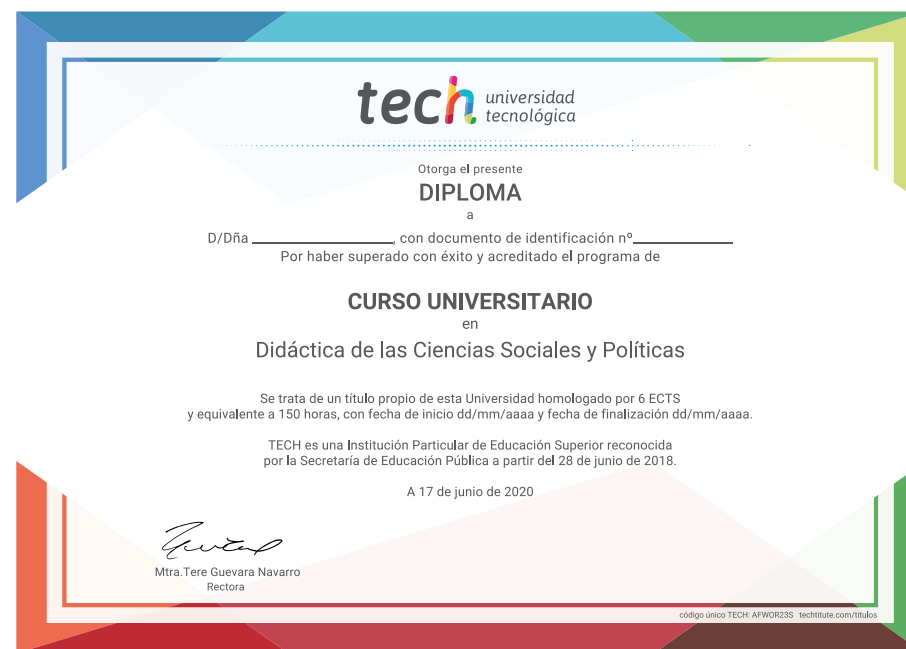 tech universidad
tecnológica
Otorga el presente
DIPLOMA
a
D/Dña ____________________, con documento de identificación nº______________
Por haber superado con éxito y acreditado el programa de
CURSO UNIVERSITARIO
en
Didáctica de las Ciencias Sociales y Políticas
Se trata de un título propio de esta Universidad homologado por 6 ECTS
y equivalente a 150 horas, con fecha de inicio dd/mm/aaaa y fecha de finalización dd/mm/aaaa.
TECH es una Institución Particular de Educación Superior reconocida
por la Secretaría de Educación Pública a partir del 28 de junio de 2018.
A 17 de junio de 2020
Mtra.Tere Guevara Navarro
Rectora
código único TECH: AFWOR23S techtitute.com/titulos